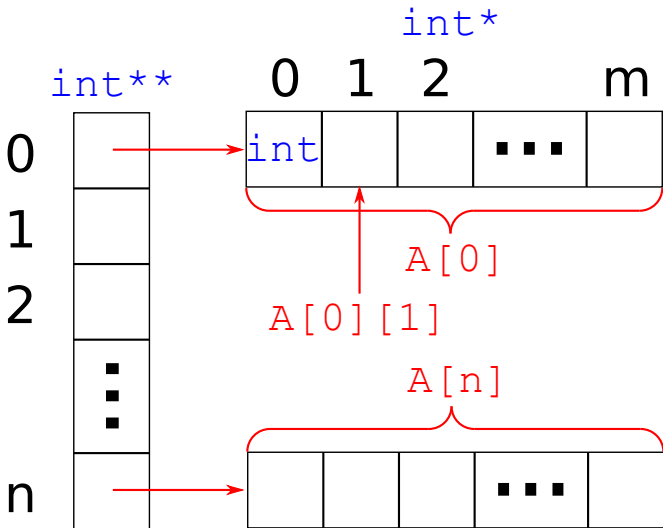 int*
int** 0 1 2 m
0 int ...
1
A[0]
2 A[0][1]
A[n]
n ...